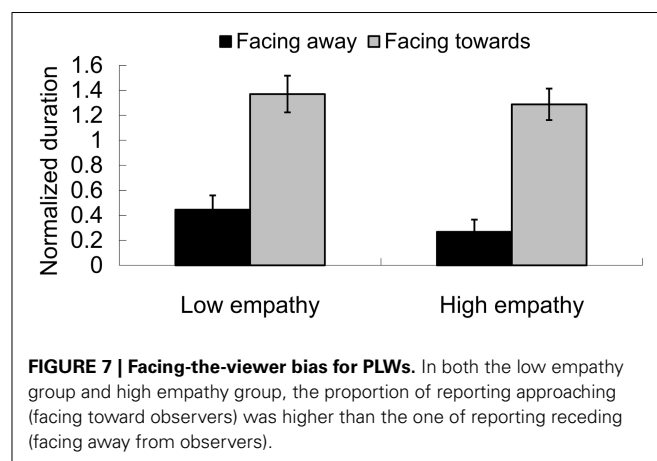 Facing away Facing towards
1.6
1.4
1.2
1
0.8
0.6
0.4
0.2
0
Normalized duration
Low empathy High empathy
FIGURE 7 | Facing-the-viewer bias for PLWs. In both the low empathy
group and high empathy group, the proportion of reporting approaching
(facing toward observers) was higher than the one of reporting receding
(facing away from observers).